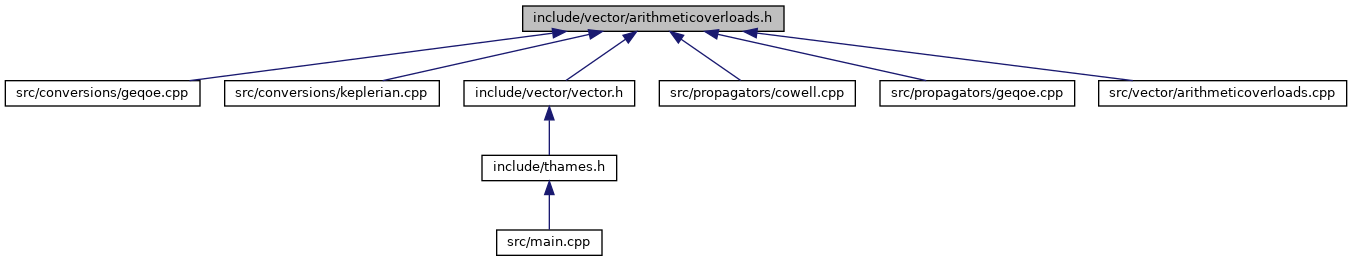 include/vector/arithmeticoverloads.h
src/conversions/geqoe.cpp
src/conversions/keplerian.cpp
include/vector/vector.h
src/propagators/cowell.cpp
src/propagators/geqoe.cpp
src/vector/arithmeticoverloads.cpp
include/thames.h
src/main.cpp